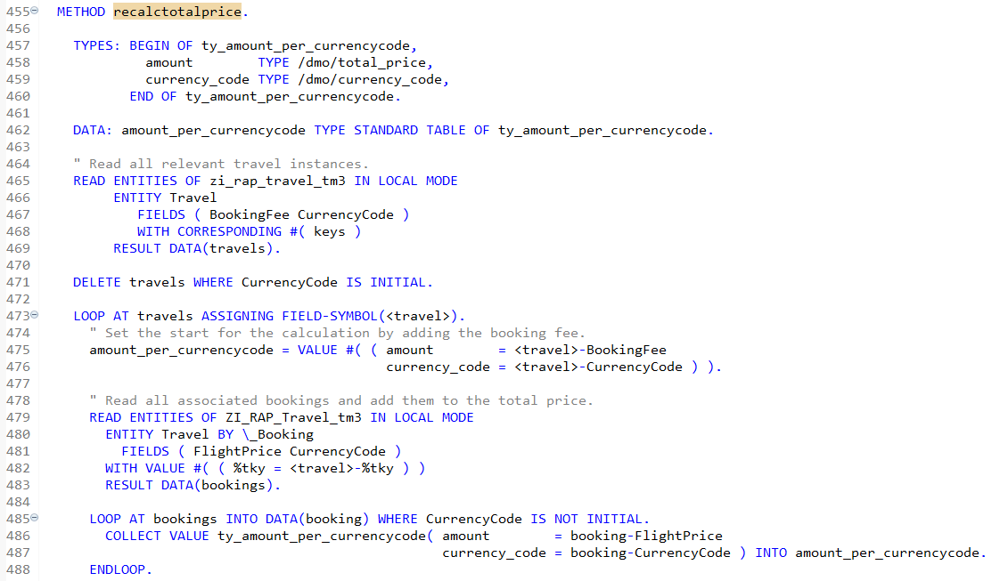 455 METHOD recalctotalprice.
456
457 TYPES: BEGIN OF ty_amount_per_currencycode,
458 amount TYPE /dmo/total_price,
459 currency_code TYPE /dmo/currency_code,
460 END OF ty_amount_per_currencycode.
461
462 DATA: amount_per_currencycode TYPE STANDARD TABLE OF ty_amount_per_currencycode.
463
464 " Read all relevant travel instances.
465 READ ENTITIES OF zi_rap_travel_tm3 IN LOCAL MODE
466 ENTITY Travel
467 FIELDS ( BookingFee CurrencyCode )
468 WITH CORRESPONDING #( keys )
469 RESULT DATA(travels).
470
471 DELETE travels WHERE CurrencyCode IS INITIAL.
472
473 LOOP AT travels ASSIGNING FIELD-SYMBOL(<travel>).
474 " Set the start for the calculation by adding the booking fee.
475 amount_per_currencycode = VALUE #( ( amount = <travel>-BookingFee
476 currency_code = <travel>-CurrencyCode ) ).
477
478 " Read all associated bookings and add them to the total price.
479 READ ENTITIES OF ZI_RAP_Travel_tm3 IN LOCAL MODE
480 ENTITY Travel BY \_Booking
481 FIELDS ( FlightPrice CurrencyCode )
482 WITH VALUE #( ( %tky = <travel>-%tky ) )
483 RESULT DATA(bookings).
484
485 LOOP AT bookings INTO DATA(booking) WHERE CurrencyCode IS NOT INITIAL.
486 COLLECT VALUE ty_amount_per_currencycode( amount = booking-FlightPrice
487 currency_code = booking-CurrencyCode ) INTO amount_per_currencycode.
488 ENDLOOP.